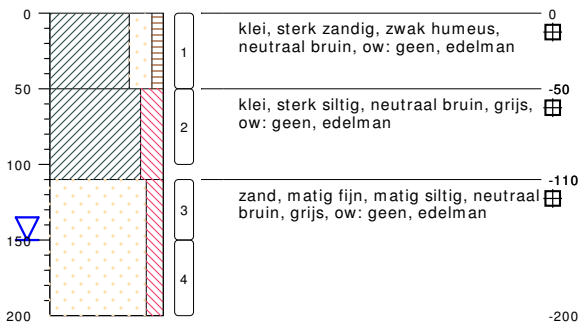 0
50
100
150
200
1
2
3
4
0
klei, sterk zandig, zwak humeus,
neutraal bruin, ow: geen, edelman
-50
klei, sterk siltig, neutraal bruin, grijs,
ow: geen, edelman
-110
zand, matig fijn, matig siltig, neutraal
bruin, grijs, ow: geen, edelman
-200